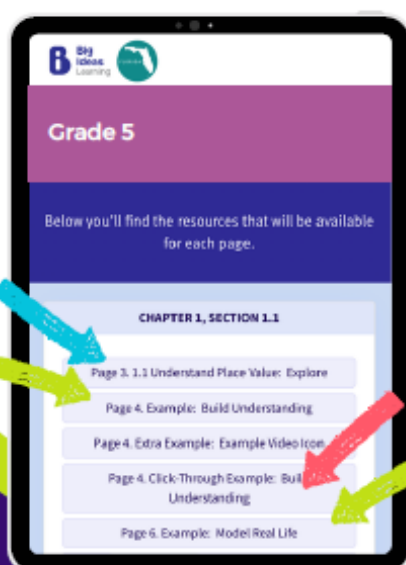 Big
Ideas
Learning
Grade 5
Below you'll find the resources that will be available
for each page.
CHAPTER 1, SECTION 1.1
Page 3. 1.1 Understand Place Value: Explore
Page 4. Example: Build Understanding
Page 4. Extra Example: Example Video Icon
Page 4. Click-Through Example:
Understanding
Page 6. Example: Model Real Life